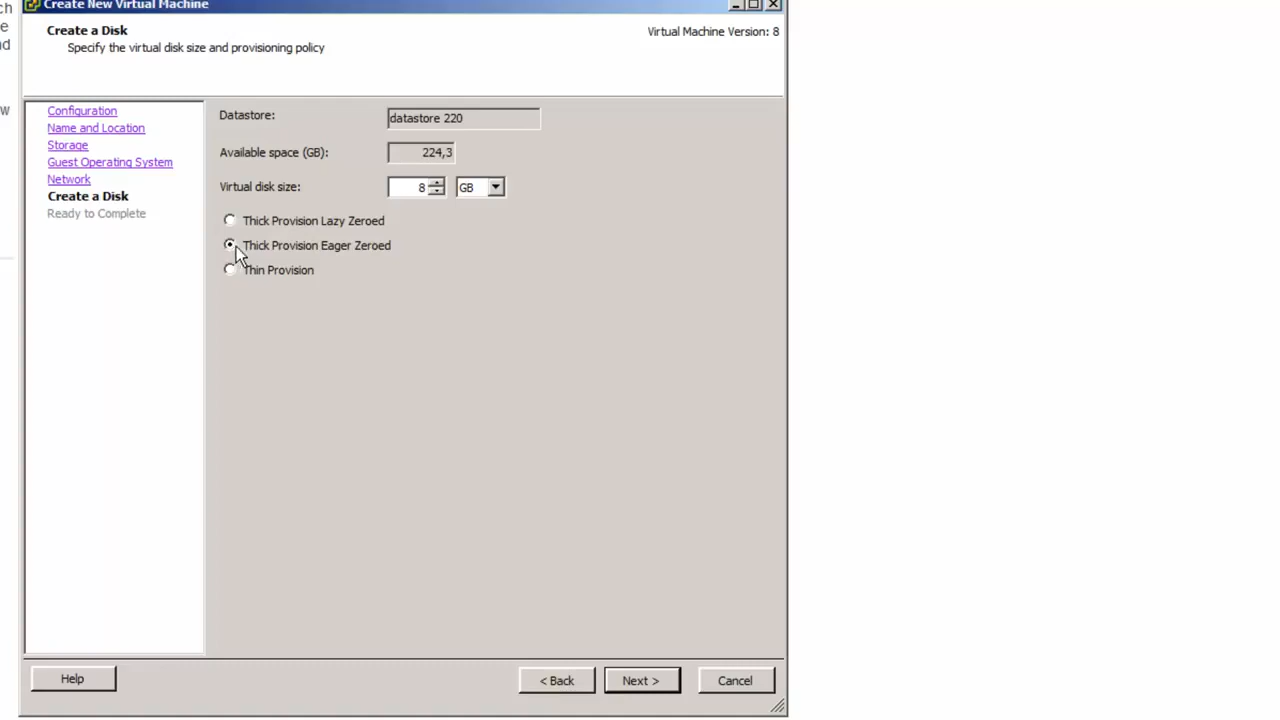 ch
e
nd
w
Create New Virtual Machine
Create a Disk
Specify the virtual disk size and provisioning policy
Virtual Machine Version: 8
Configuration
Name and Location
Storage
Guest Operating System
Network
Create a Disk
Ready to Complete
Datastore:
datastore 220
Available space (GB):
224,3
Virtual disk size:
8
GB
Thick Provision Lazy Zeroed
Thick Provision Eager Zeroed
Thin Provision
Help
< Back
Next >
Cancel